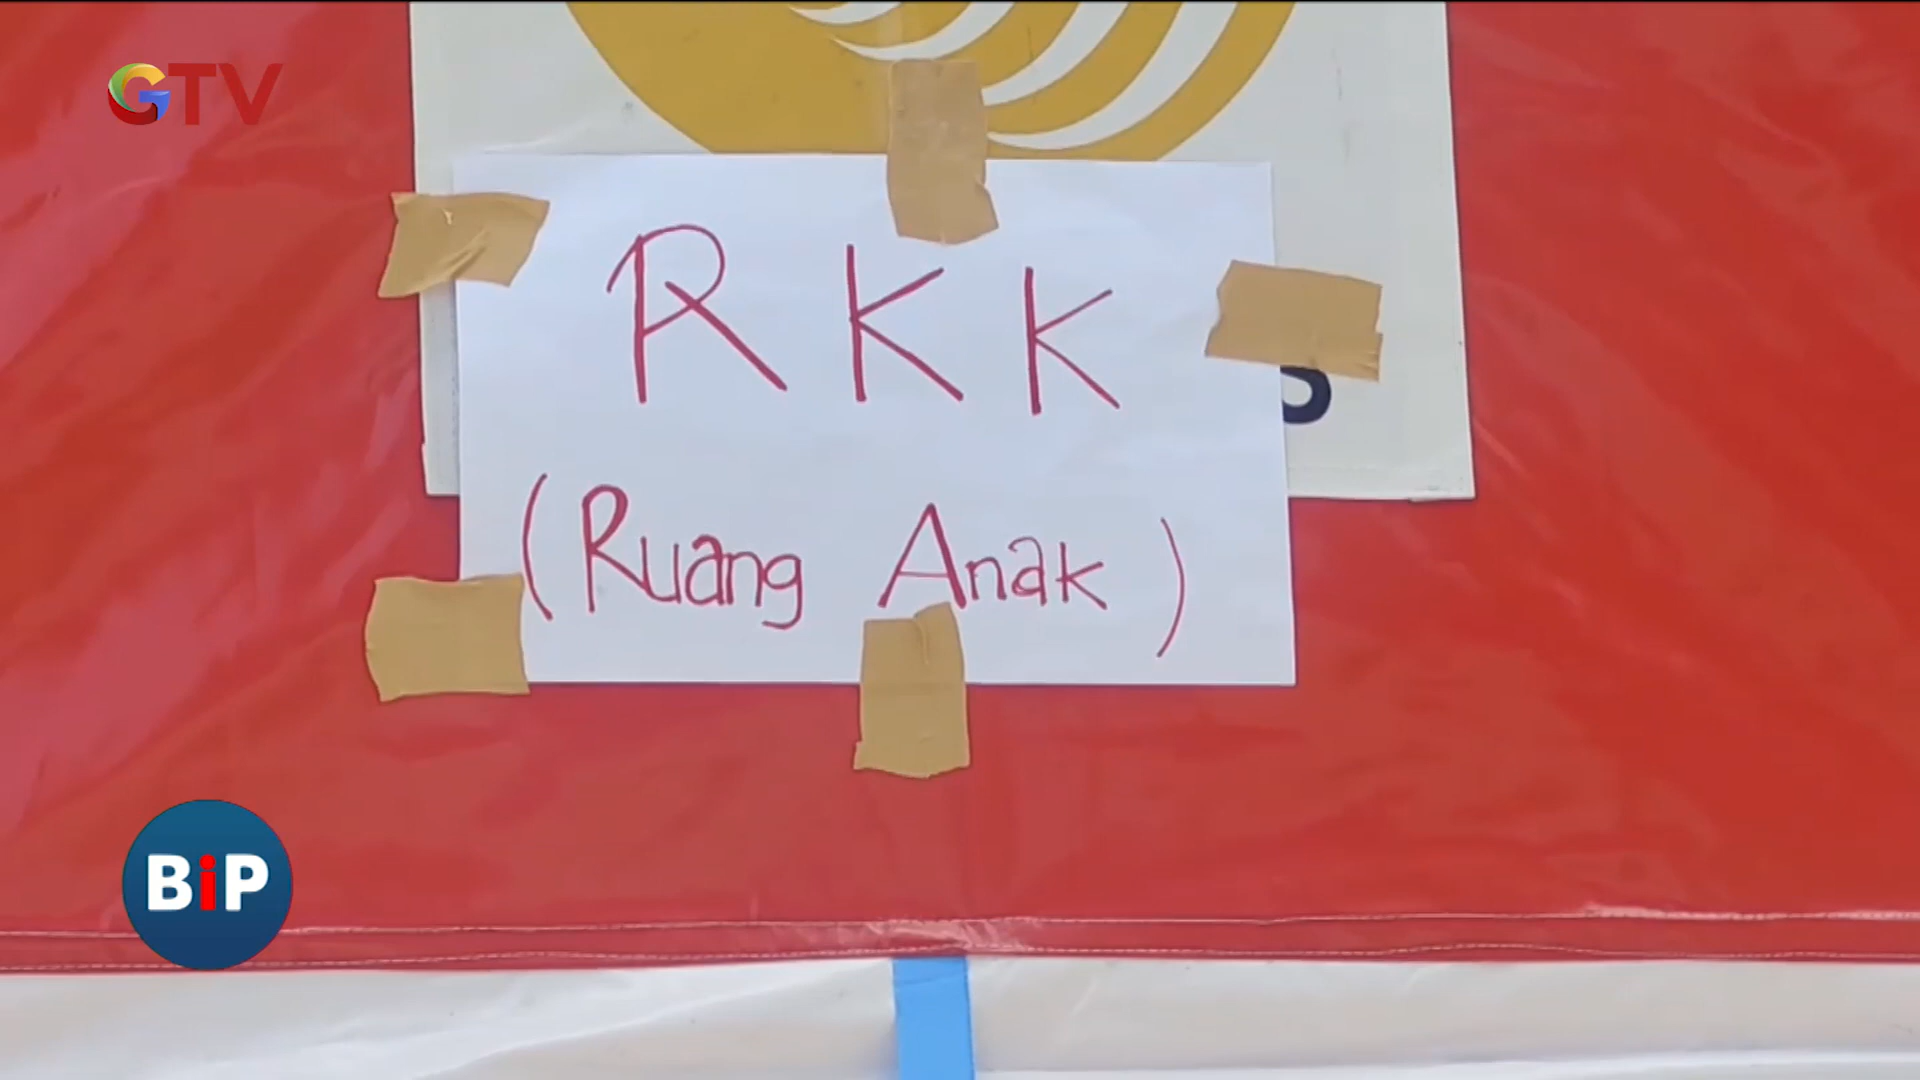 GTV
RKK
(Ruang Anak)
BiP